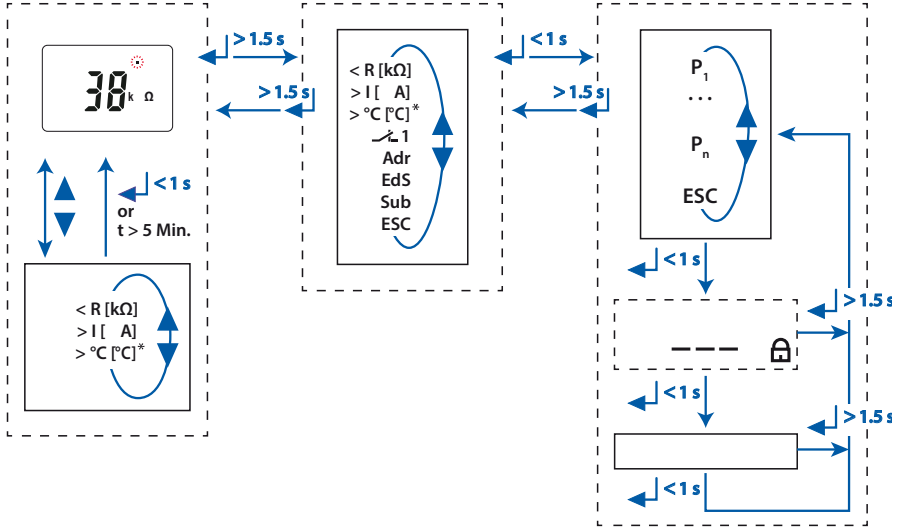 38 k Ω
> 1.5 s
> 1.5 s
< 1 s
or
t > 5 Min.
< R [kΩ]
> I [ A]
> °C [°C]*
< R [kΩ]
> I [ A]
> °C [°C]*
1
Adr
EdS
Sub
ESC
< 1 s
> 1.5 s
P1
...
Pn
ESC
< 1 s
> 1.5 s
– – –
< 1 s
> 1.5 s
< 1 s